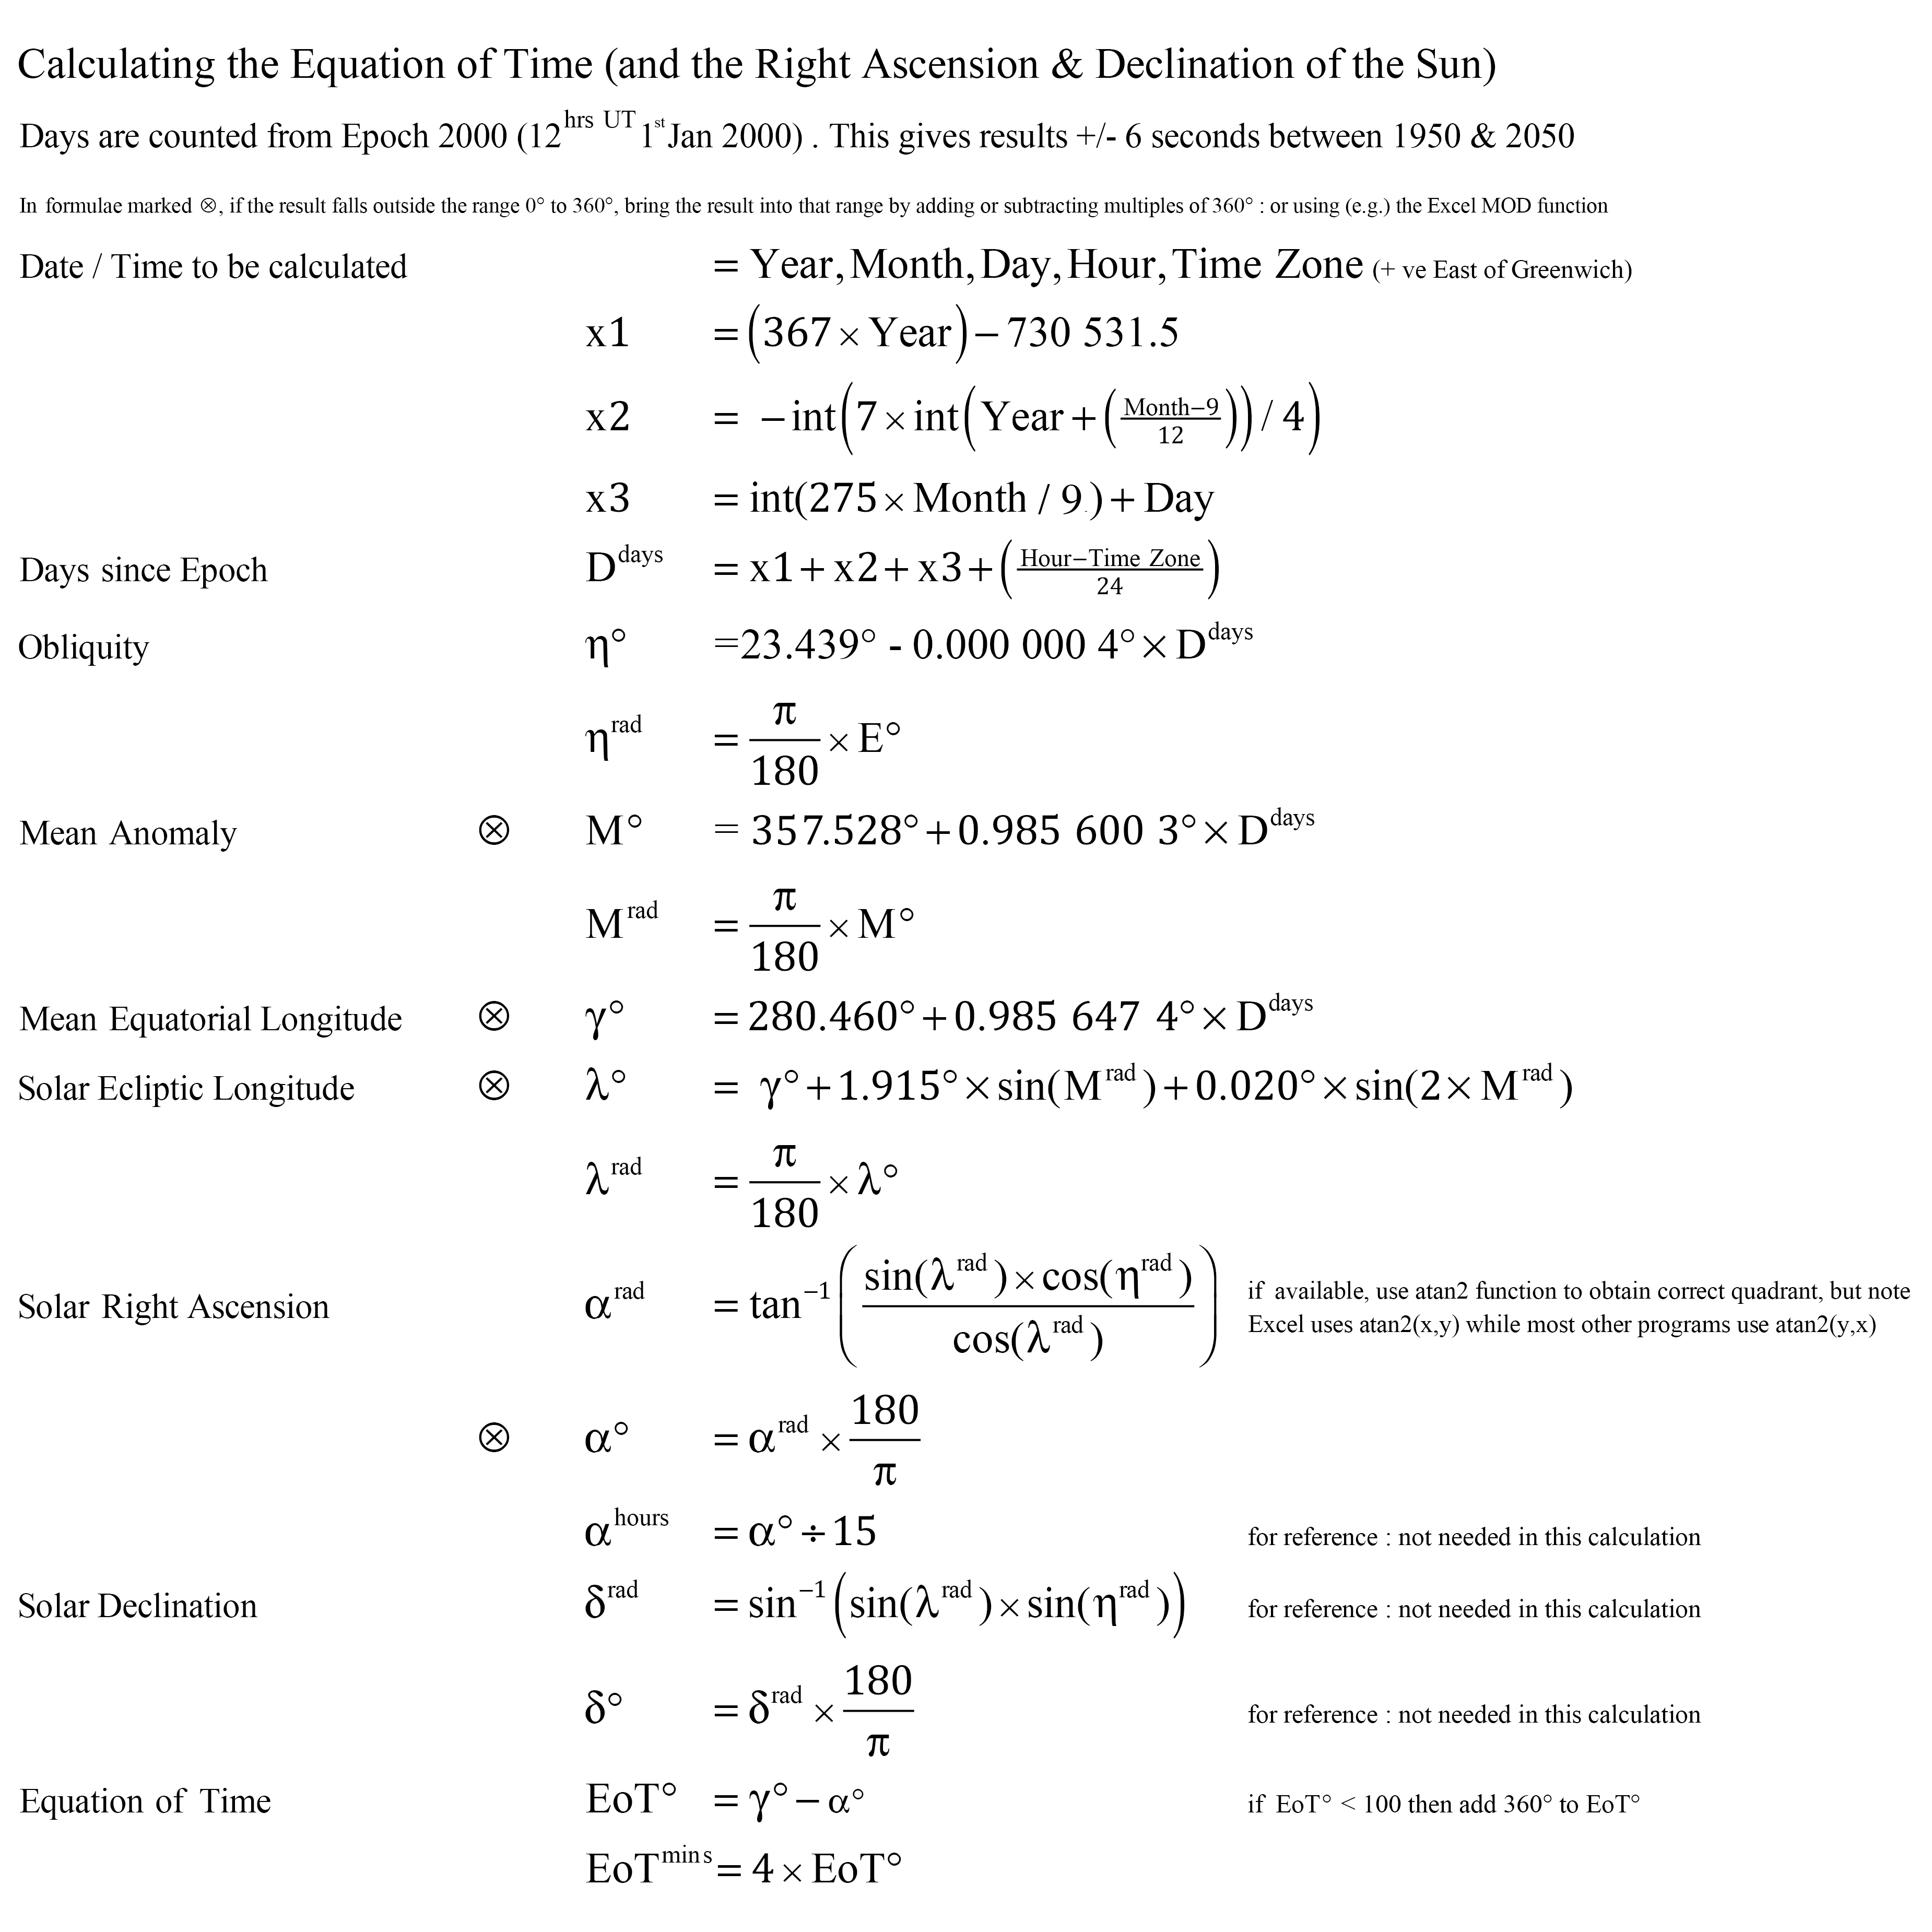 Calculating the Equation of Time (and the Right Ascension & Declination of the Sun)
Days are counted from Epoch 2000 (12^hrs UT 1^st Jan 2000) . This gives results +/- 6 seconds between 1950 & 2050
In formulae marked ⊗, if the result falls outside the range 0° to 360°, bring the result into that range by adding or subtracting multiples of 360° : or using (e.g.) the Excel MOD function
Date / Time to be calculated = Year, Month, Day, Hour, Time Zone (+ ve East of Greenwich)
x1 = (367 × Year) − 730 531.5
x2 = − int(7 × int(Year + ((Month−9)/12)) / 4)
x3 = int(275 × Month / 9.) + Day
Days since Epoch D^days = x1 + x2 + x3 + ((Hour−Time Zone)/24)
Obliquity η° =23.439° - 0.000 000 4° × D^days
η^rad = π/180 × E°
Mean Anomaly ⊗ M° = 357.528° + 0.985 600 3° × D^days
M^rad = π/180 × M°
Mean Equatorial Longitude ⊗ γ° = 280.460° + 0.985 647 4° × D^days
Solar Ecliptic Longitude ⊗ λ° = γ° + 1.915° × sin(M^rad) + 0.020° × sin(2 × M^rad)
λ^rad = π/180 × λ°
Solar Right Ascension α^rad = tan^−1((sin(λ^rad) × cos(η^rad))/cos(λ^rad)) if available, use atan2 function to obtain correct quadrant, but note
Excel uses atan2(x,y) while most other programs use atan2(y,x)
⊗ α° = α^rad × 180/π
α^hours = α° ÷ 15 for reference : not needed in this calculation
Solar Declination δ^rad = sin^−1(sin(λ^rad) × sin(η^rad)) for reference : not needed in this calculation
δ° = δ^rad × 180/π for reference : not needed in this calculation
Equation of Time EoT° = γ° − α° if EoT° < 100 then add 360° to EoT°
EoT^mins = 4 × EoT°